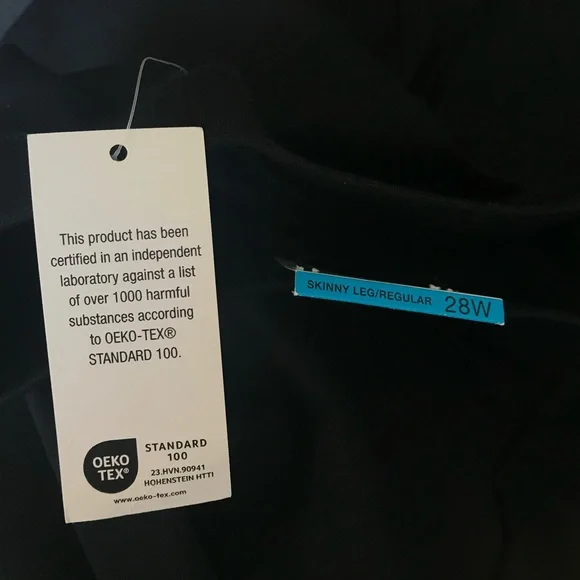 This product has been
certified in an independent
laboratory against a list
of over 1000 harmful
substances according
to OEKO-TEX®
STANDARD 100.
OEKO
TEX®
STANDARD
100
23.HVN.90941
HOHENSTEIN HTTI
www.oeko-tex.com
SKINNY LEG/REGULAR 28W